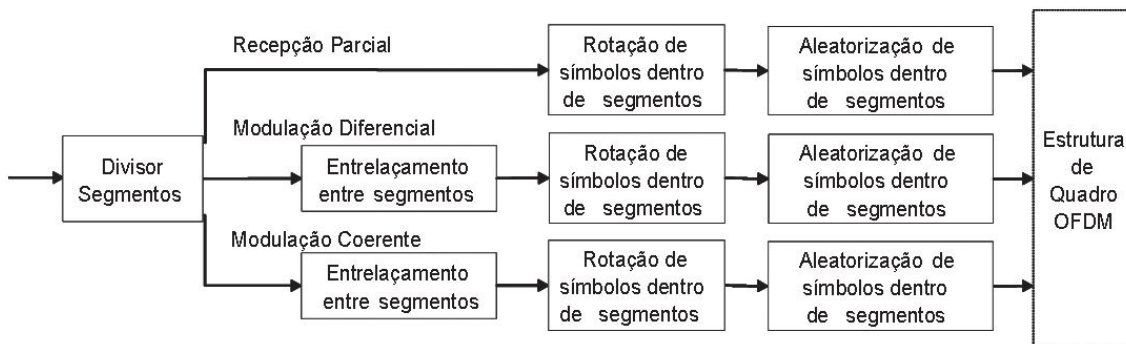 Recepção Parcial
Rotação de
símbolos dentro
de segmentos
Aleatorização de
símbolos dentro
de segmentos
Modulação Diferencial
Divisor
Segmentos
Entrelaçamento
entre segmentos
Rotação de
símbolos dentro
de segmentos
Aleatorização de
símbolos dentro
de segmentos
Modulação Coerente
Entrelaçamento
entre segmentos
Rotação de
símbolos dentro
de segmentos
Aleatorização de
símbolos dentro
de segmentos
Estrutura
de
Quadro
OFDM